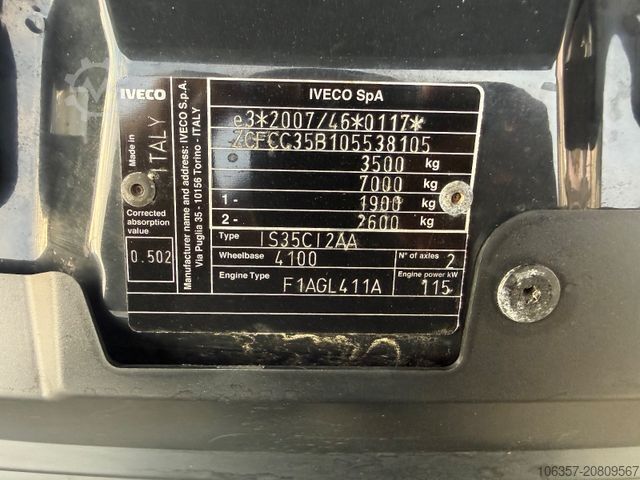 IVECO
IVECO SpA
Made in
ITALY
Manufacturer name and address: IVECO S.p.A.
Via Puglia 35 - 10156 Torino - ITALY
e3*2007/46*0117*
ZCFCC35B105538105
3500 kg
7000 kg
1- 1900 kg
2- 2600 kg
Corrected
absorption
value
0.502
Type IS35CI2AA
Wheelbase 4100 N° of axles 2
Engine Type F1AGL411A Engine power kW 115
106357-20809567